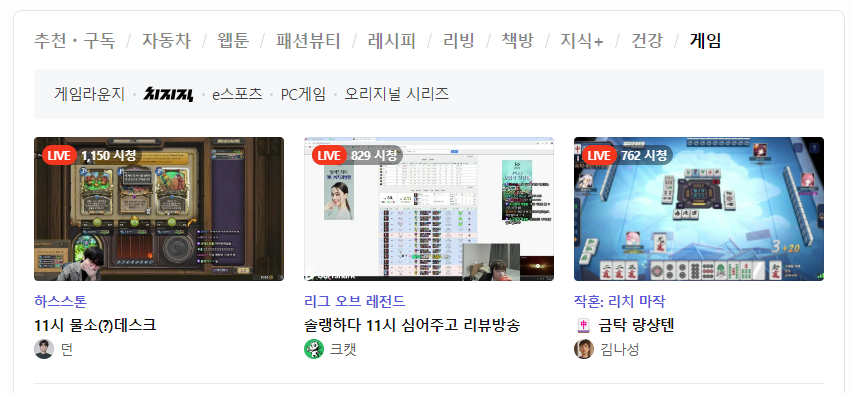 추천・구독 / 자동차 / 웹툰 / 패션뷰티 / 레시피 / 리빙 / 책방 / 지식+ / 건강 / 게임
게임라운지 • 치지직 • e스포츠 • PC게임 • 오리지널 시리즈
LIVE 1,150 시청
LIVE 829 시청
LIVE 762 시청
3+20
하스스톤
리그 오브 레전드
작혼: 리치 마작
11시 물소(?)데스크
솔랭하다 11시 심어주고 리뷰방송
금탁 량샹텐
던
크캣
김나성